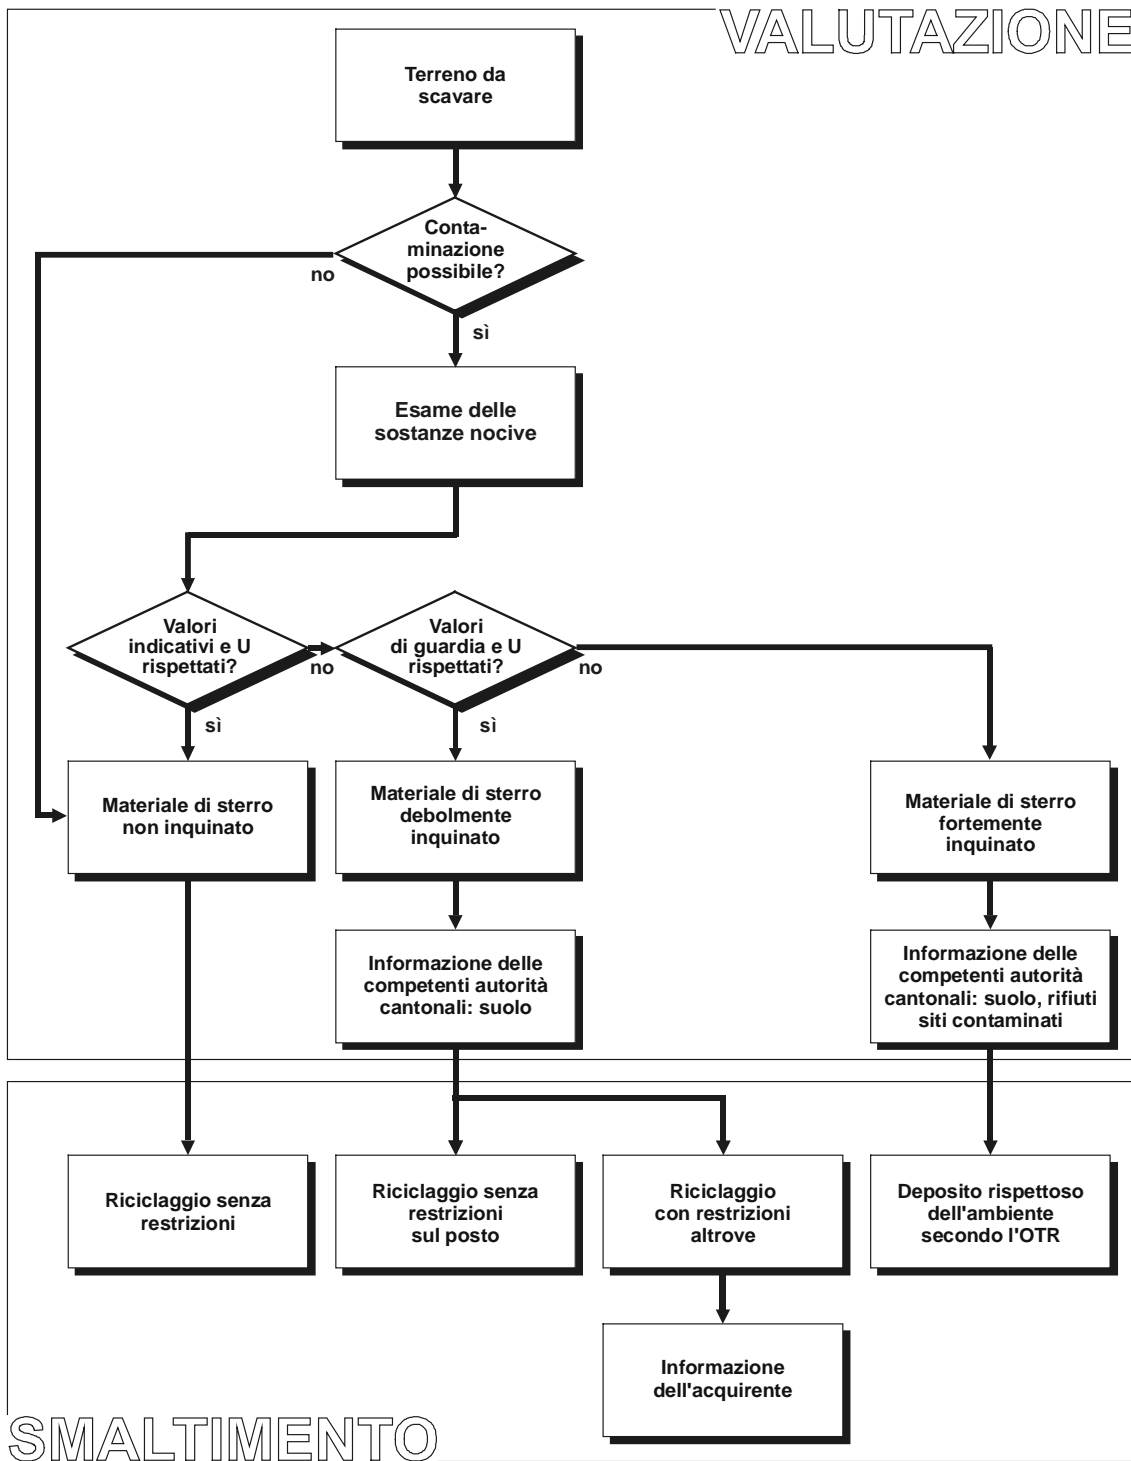 VALUTAZIONE
Terreno da
scavare
Conta-
minazione
possibile?
no
sì
Esame delle
sostanze nocive
Valori
indicativi e U
rispettati?
no
sì
Valori
di guardia e U
rispettati?
no
sì
Materiale di sterro
non inquinato
Materiale di sterro
debolmente
inquinato
Materiale di sterro
fortemente
inquinato
Informazione delle
competenti autorità
cantonali: suolo
Informazione delle
competenti autorità
cantonali: suolo, rifiuti
siti contaminati
Riciclaggio senza
restrizioni
Riciclaggio senza
restrizioni
sul posto
Riciclaggio
con restrizioni
altrove
Deposito rispettoso
dell'ambiente
secondo l'OTR
Informazione
dell'acquirente
SMALTIMENTO